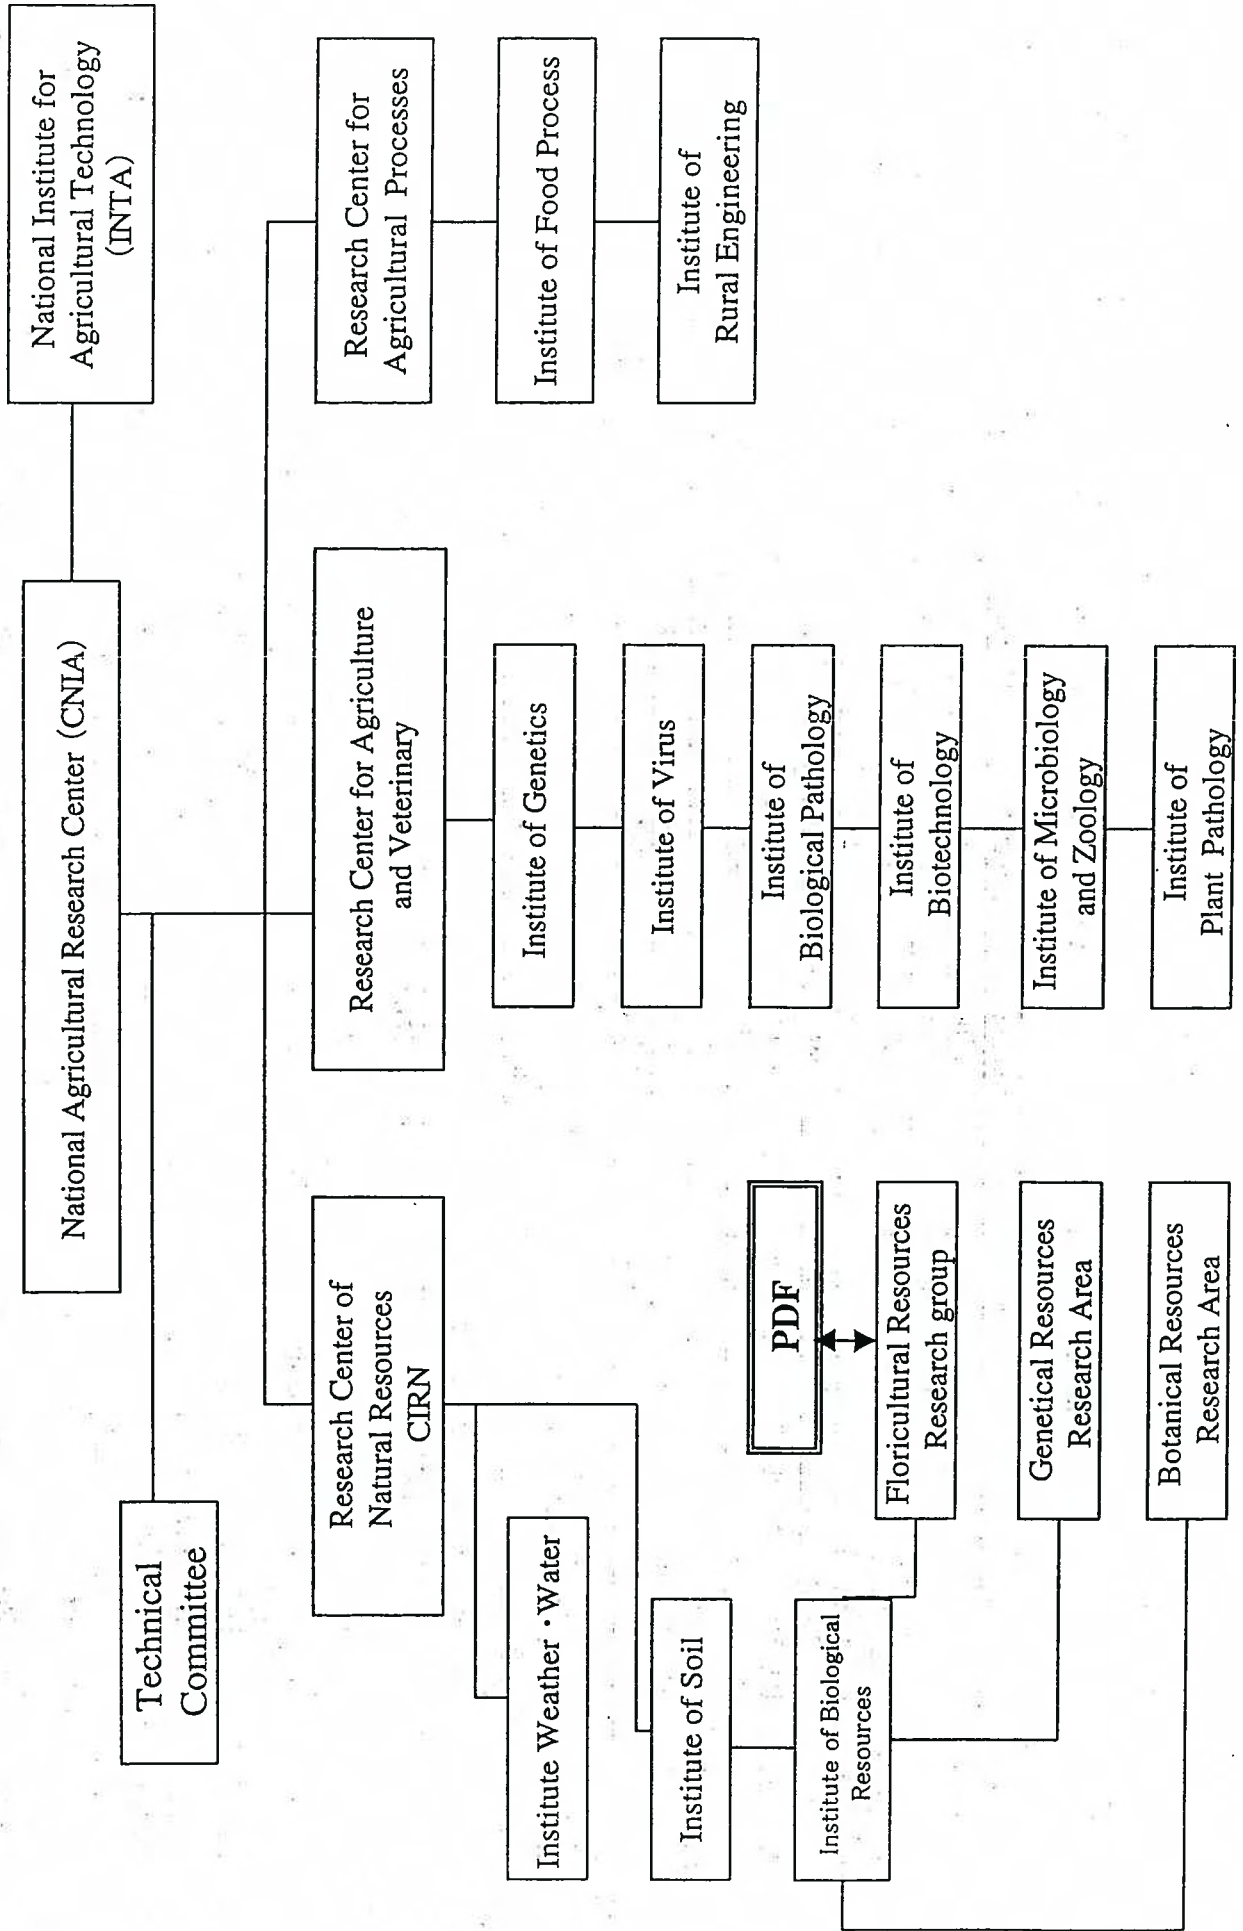 National Institute for
Agricultural Technology
(INTA)
National Agricultural Research Center (CNIA)
Technical
Committee
Research Center of
Natural Resources
CIRN
Institute Weather・Water
Institute of Soil
Institute of Biological
Resources
PDF
Floricultural Resources
Research group
Genetical Resources
Research Area
Botanical Resources
Research Area
Research Center for Agriculture
and Veterinary
Institute of Genetics
Institute of Virus
Institute of
Biological Pathology
Institute of
Biotechnology
Institute of Microbiology
and Zoology
Institute of
Plant Pathology
Research Center for
Agricultural Processes
Institute of Food Process
Institute of
Rural Engineering